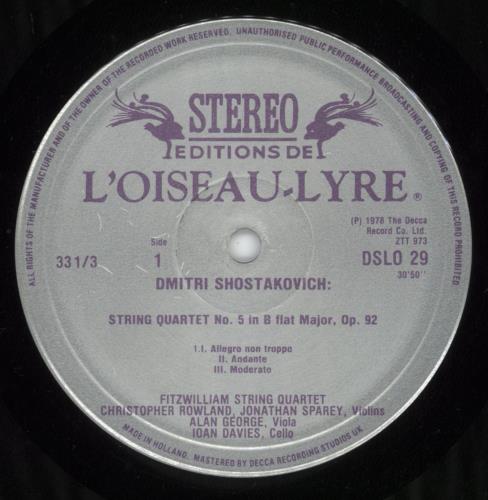 ALL RIGHTS OF THE MANUFACTURER AND OF THE OWNER OF THE RECORDED WORK RESERVED. UNAUTHORISED PUBLIC PERFORMANCE BROADCASTING AND COPYING OF THIS RECORD PROHIBITED
STEREO
EDITIONS DE
L'OISEAU-LYRE®
(P) 1978 The Decca
Record Co. Ltd.
ZTT 973
33 1/3
Side
1
DSLO 29
30'50''
DMITRI SHOSTAKOVICH:
STRING QUARTET No. 5 in B flat Major, Op. 92
I.I. Allegro non troppo
II. Andante
III. Moderato
FITZWILLIAM STRING QUARTET
CHRISTOPHER ROWLAND, JONATHAN SPAREY, Violins
ALAN GEORGE, Viola
IOAN DAVIES, Cello
MADE IN HOLLAND. MASTERED BY DECCA RECORDING STUDIOS UK